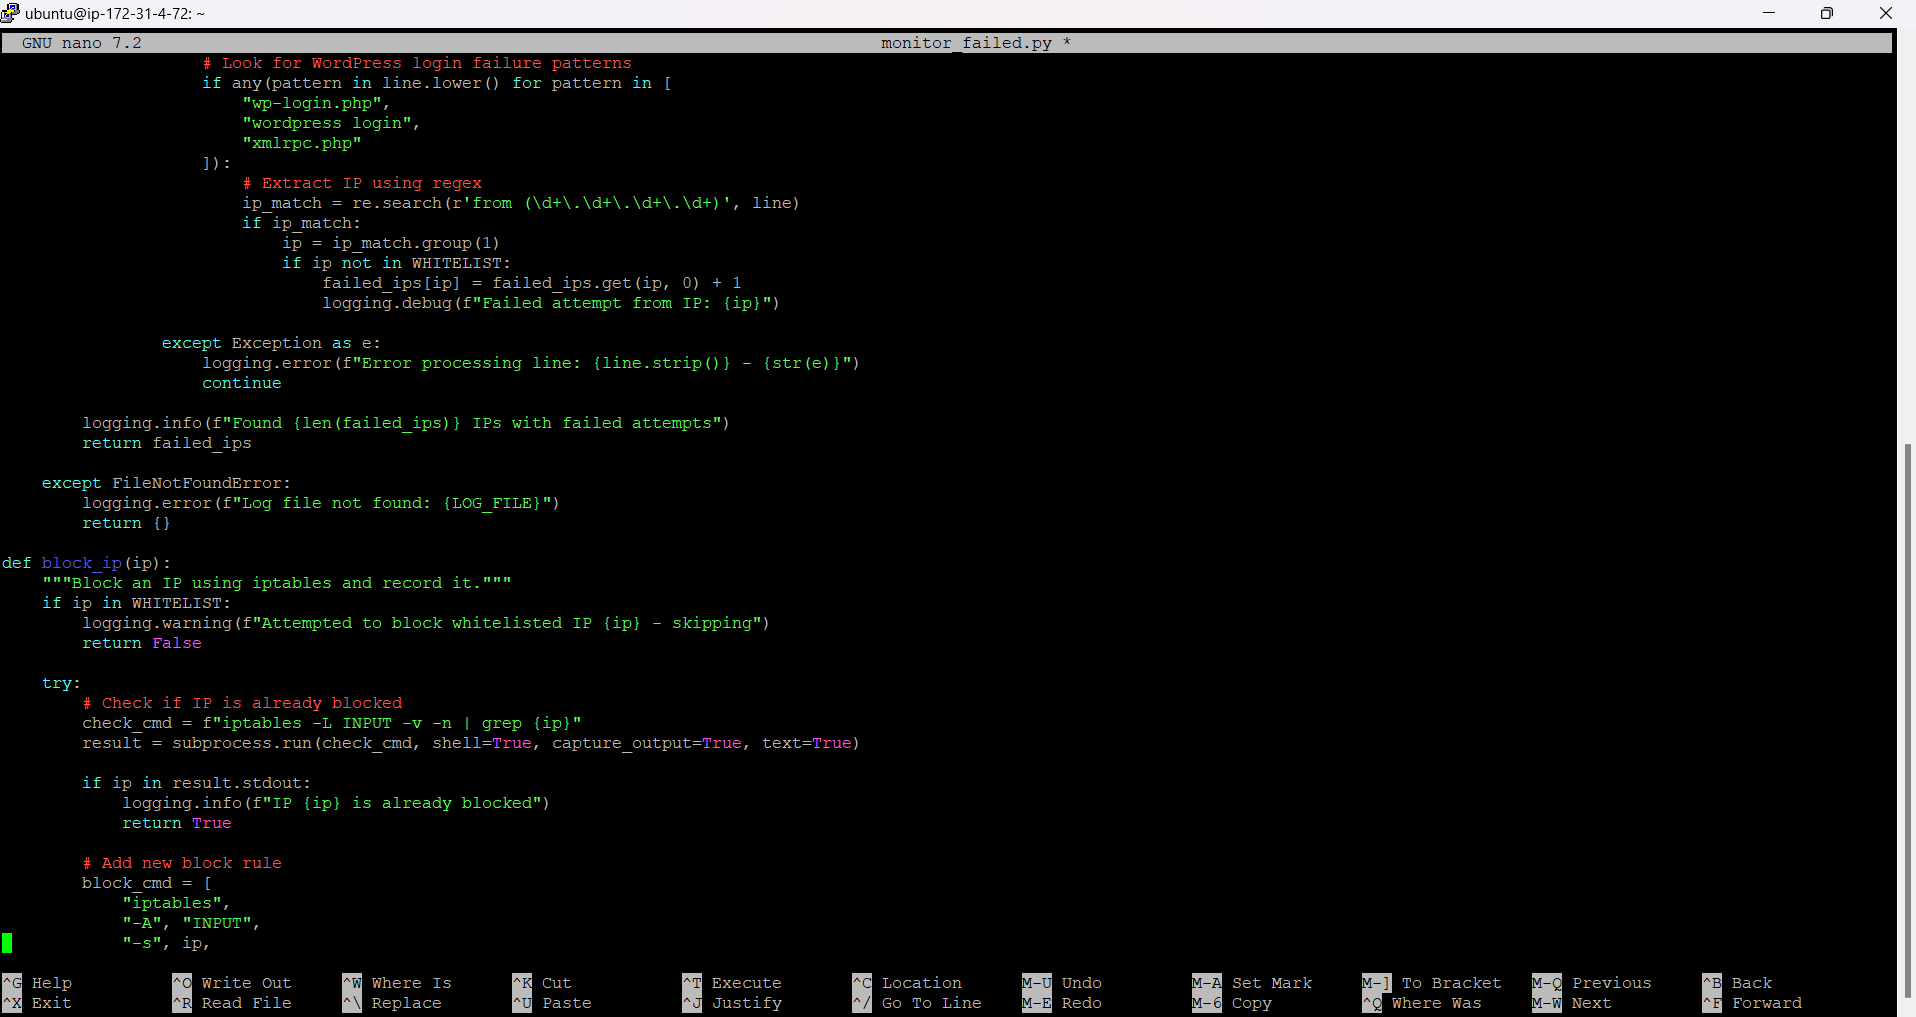 ubuntu@ip-172-31-4-72: ~
GNU nano 7.2 monitor_failed.py *
# Look for WordPress login failure patterns
if any(pattern in line.lower() for pattern in [
"wp-login.php",
"wordpress login",
"xmlrpc.php"
]):
# Extract IP using regex
ip_match = re.search(r'from (\d+\.\d+\.\d+\.\d+)', line)
if ip_match:
ip = ip_match.group(1)
if ip not in WHITELIST:
failed_ips[ip] = failed_ips.get(ip, 0) + 1
logging.debug(f"Failed attempt from IP: {ip}")
except Exception as e:
logging.error(f"Error processing line: {line.strip()} - {str(e)}")
continue
logging.info(f"Found {len(failed_ips)} IPs with failed attempts")
return failed_ips
except FileNotFoundError:
logging.error(f"Log file not found: {LOG_FILE}")
return {}
def block_ip(ip):
"""Block an IP using iptables and record it."""
if ip in WHITELIST:
logging.warning(f"Attempted to block whitelisted IP {ip} - skipping")
return False
try:
# Check if IP is already blocked
check_cmd = f"iptables -L INPUT -v -n | grep {ip}"
result = subprocess.run(check_cmd, shell=True, capture_output=True, text=True)
if ip in result.stdout:
logging.info(f"IP {ip} is already blocked")
return True
# Add new block rule
block_cmd = [
"iptables",
"-A", "INPUT",
"-s", ip,
^G Help ^O Write Out ^W Where Is ^K Cut ^T Execute ^C Location M-U Undo M-A Set Mark M-] To Bracket M-Q Previous ^B Back
^X Exit ^R Read File ^\ Replace ^U Paste ^J Justify ^/ Go To Line M-E Redo M-6 Copy ^Q Where Was M-W Next ^F Forward